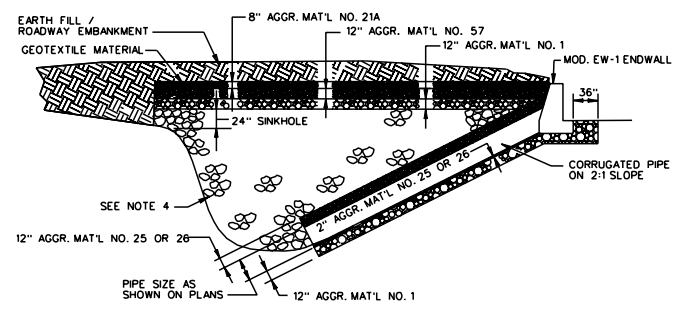 EARTH FILL /
ROADWAY EMBANKMENT
GEOTEXTILE MATERIAL
8" AGGR. MAT'L NO. 21A
12" AGGR. MAT'L NO. 57
12" AGGR. MAT'L NO. 1
MOD. EW-1 ENDWALL
36"
24" SINKHOLE
2" AGGR. MAT'L NO. 25 OR 26
CORRUGATED PIPE
ON 2:1 SLOPE
SEE NOTE 4
12" AGGR. MAT'L NO. 25 OR 26
PIPE SIZE AS
SHOWN ON PLANS
12" AGGR. MAT'L NO. 1